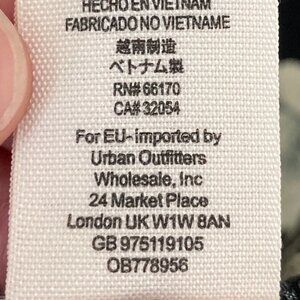 HECHO EN VIETNAM
FABRICADO NO VIETNAME
越南制造
ベトナム製
RN# 66170
CA# 32054
For EU- imported by
Urban Outfitters
Wholesale, Inc
24 Market Place
London UK W1W 8AN
GB 975119105
OB778956